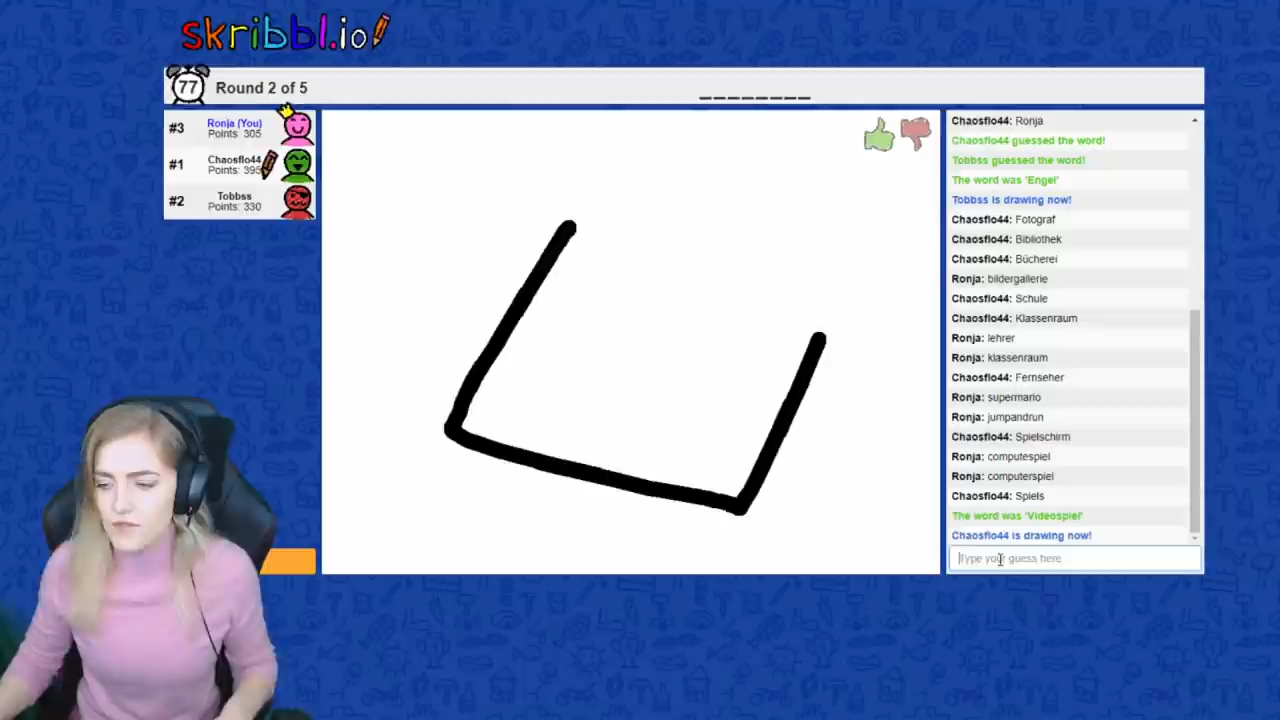 skribbl.io
77 Round 2 of 5 ________
#3 Ronja (You)
Points: 305
#1 Chaosflo44
Points: 395
#2 Tobbss
Points: 330
Chaosflo44: Ronja
Chaosflo44 guessed the word!
Tobbss guessed the word!
The word was 'Engel'
Tobbss is drawing now!
Chaosflo44: Fotograf
Chaosflo44: Bibliothek
Chaosflo44: Bücherei
Ronja: bildergallerie
Chaosflo44: Schule
Chaosflo44: Klassenraum
Ronja: lehrer
Ronja: klassenraum
Chaosflo44: Fernseher
Ronja: supermario
Ronja: jumpandrun
Chaosflo44: Spielschirm
Ronja: computespiel
Ronja: computerspiel
Chaosflo44: Spiels
The word was 'Videospiel'
Chaosflo44 is drawing now!
Type your guess here